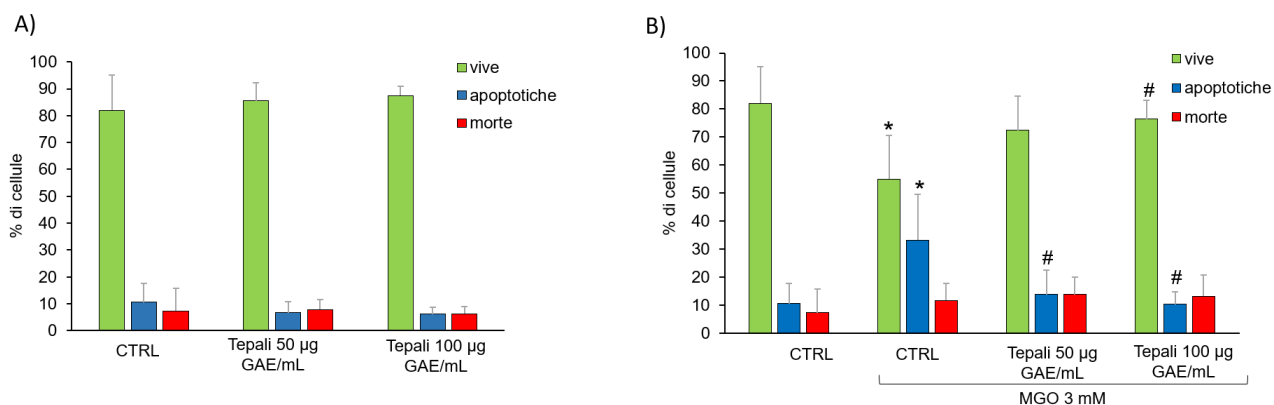 A)
100
90
80
70
60
50
40
30
20
10
0
% di cellule
vive
apoptotiche
morte
CTRL
Tepali 50 µg
GAE/mL
Tepali 100 µg
GAE/mL
B)
100
90
80
70
60
50
40
30
20
10
0
% di cellule
vive
apoptotiche
morte
*
*
#
#
#
CTRL
CTRL
Tepali 50 µg
GAE/mL
Tepali 100 µg
GAE/mL
MGO 3 mM